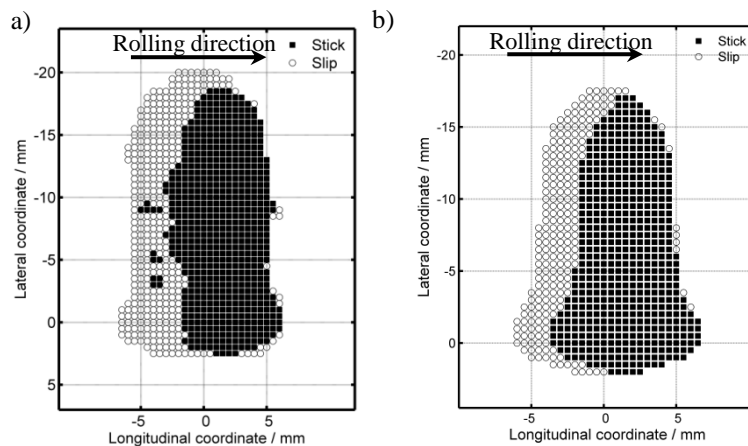 a)
Rolling direction
Stick
Slip
-20
-15
-10
-5
0
5
-5 0 5
Lateral coordinate / mm
Longitudinal coordinate / mm
b)
Rolling direction
Stick
Slip
-20
-15
-10
-5
0
-5 0 5
Lateral coordinate / mm
Longitudinal coordinate / mm